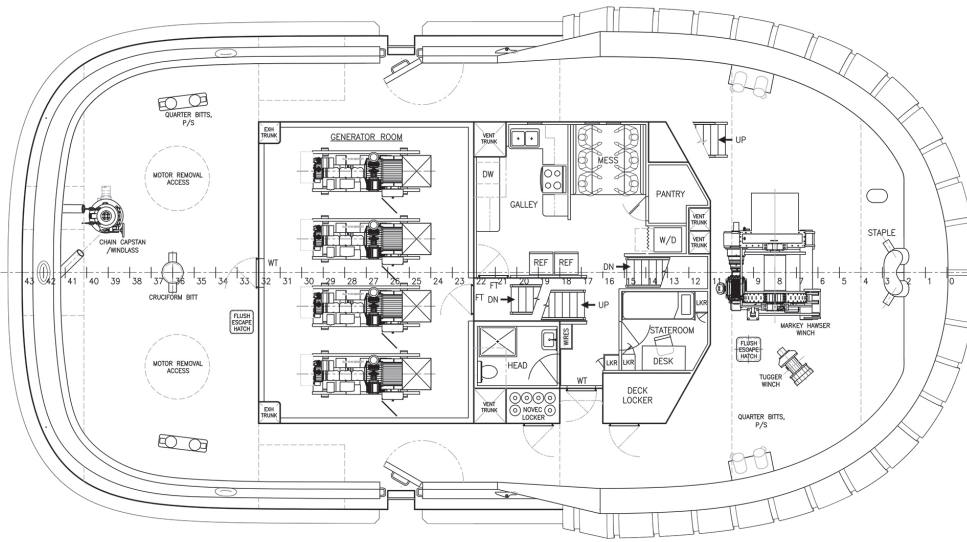 EXH
TRUNK
GENERATOR ROOM
VENT
TRUNK
MESS
UP
QUARTER BITTS,
P/S
MOTOR REMOVAL
ACCESS
DW
GALLEY
PANTRY
CHAIN CAPSTAN
/WINDLASS
VENT
TRUNK
VENT
TRUNK
W/D
STAPLE
WT
REF
REF
DN
43 42 41 40 39 38 37 36 35 34 33 32 31 30 29 28 27 26 25 24 23 22 21 20 19 18 17 16 15 14 13 12 11 10 9 8 7 6 5 4 3 2 1 0
CRUCIFORM BITT
FT
FT
DN
UP
LKR
FLUSH
ESCAPE
HATCH
MARKEY HAWSER
WINCH
STATEROOM
WIRES
HEAD
LKR
LKR
DESK
FLUSH
ESCAPE
HATCH
TUGGER
WINCH
MOTOR REMOVAL
ACCESS
WT
DECK
LOCKER
EXH
TRUNK
VENT
TRUNK
NOVEC
LOCKER
QUARTER BITTS,
P/S